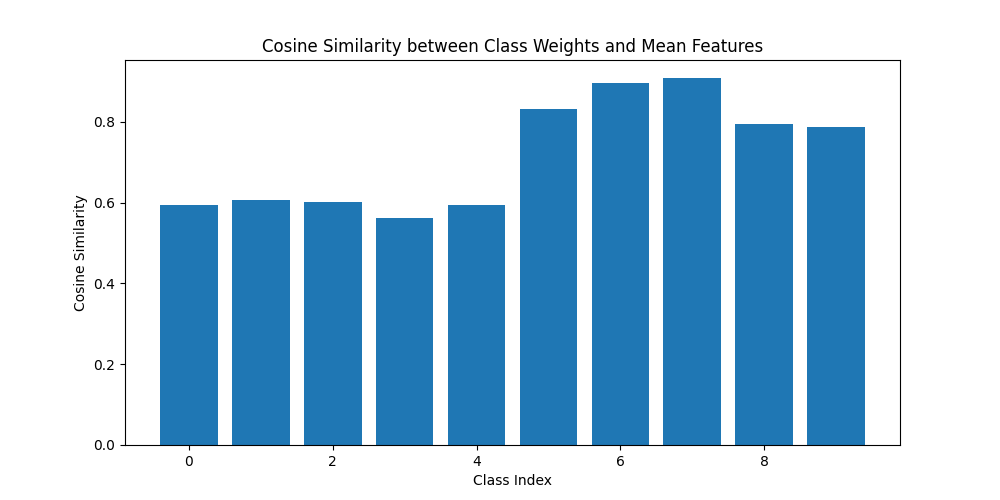 Cosine Similarity between Class Weights and Mean Features
0.8
0.6
0.4
0.2
0.0
Cosine Similarity
0 2 4 6 8
Class Index